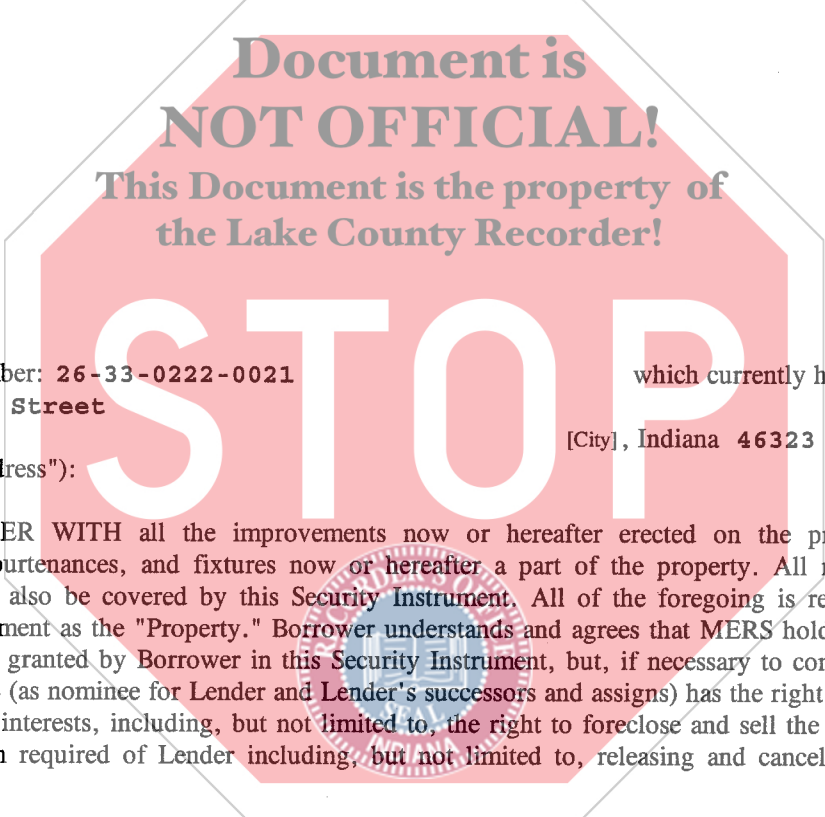 Document is
NOT OFFICIAL!
This Document is the property of
the Lake County Recorder!
STOP
ber: 26-33-0222-0021 which currently h
Street
[City], Indiana 46323
dress"):
ER WITH all the improvements now or hereafter erected on the pr
ourtenances, and fixtures now or hereafter a part of the property. All r
also be covered by this Security Instrument. All of the foregoing is re
ment as the "Property." Borrower understands and agrees that MERS hold
granted by Borrower in this Security Instrument, but, if necessary to con
(as nominee for Lender and Lender's successors and assigns) has the right
interests, including, but not limited to, the right to foreclose and sell the
n required of Lender including, but not limited to, releasing and cancel
RECORDER'S OFFICE
SEAL
INDIANA